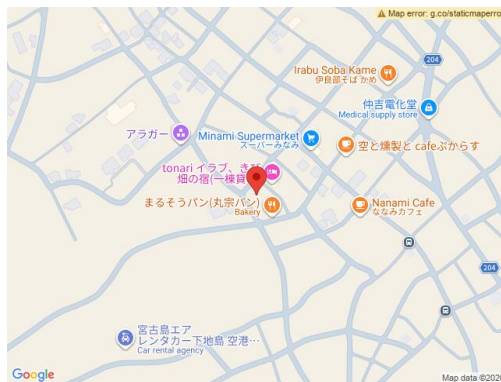 Map error: g.co/staticmaperro
204
Irabu Soba Kame
伊良部そば かめ
仲吉電化堂
Medical supply store
アラガー
Minami Supermarket
スーパーみなみ
空と燻製と cafeぷからす
tonari イラブ、きび
畑の宿(一棟貸
まるそうパン(丸宗パン)
Bakery
Nanami Cafe
ななみカフェ
204
宮古島エア
レンタカー下地島 空港…
Car rental agency
Google
Map data ©2020